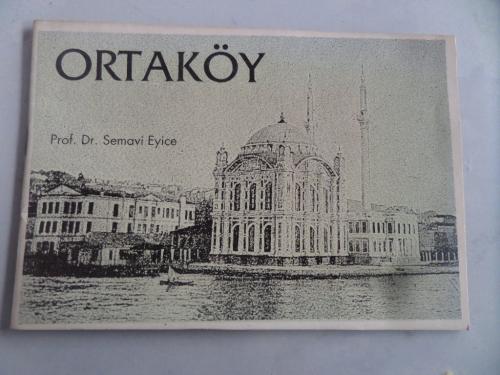 ORTAKÖY
Prof. Dr. Semavi Eyice